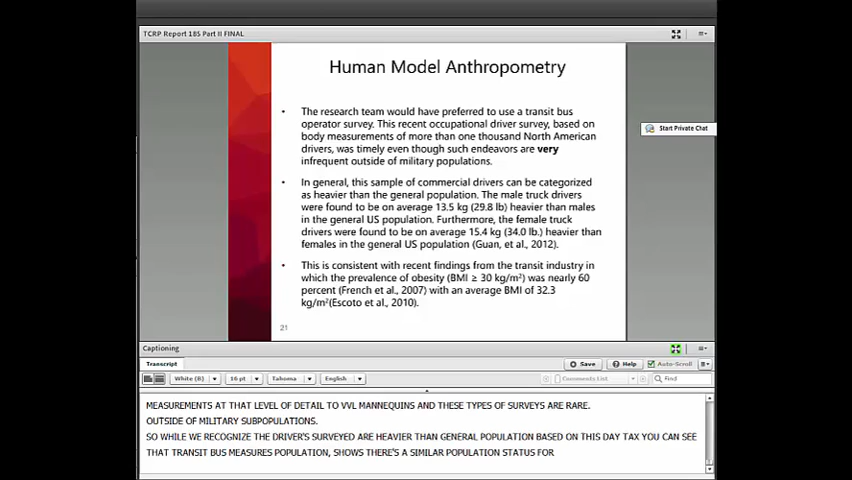 TCRP Report 185 Part II FINAL
Human Model Anthropometry
• The research team would have preferred to use a transit bus
operator survey. This recent occupational driver survey, based on
body measurements of more than one thousand North American
drivers, was timely even though such endeavors are very
infrequent outside of military populations.
• In general, this sample of commercial drivers can be categorized
as heavier than the general population. The male truck drivers
were found to be on average 13.5 kg (29.8 lb) heavier than males
in the general US population. Furthermore, the female truck
drivers were found to be on average 15.4 kg (34.0 lb.) heavier than
females in the general US population (Guan, et al., 2012).
• This is consistent with recent findings from the transit industry in
which the prevalence of obesity (BMI ≥ 30 kg/m²) was nearly 60
percent (French et al., 2007) with an average BMI of 32.3
kg/m²(Escoto et al., 2010).
21
Start Private Chat
Captioning
Transcript
Save Help Auto-Scroll
White (B) 16 pt Tahoma English Comments List Find
MEASUREMENTS AT THAT LEVEL OF DETAIL TO VVL MANNEQUINS AND THESE TYPES OF SURVEYS ARE RARE.
OUTSIDE OF MILITARY SUBPOPULATIONS.
SO WHILE WE RECOGNIZE THE DRIVER'S SURVEYED ARE HEAVIER THAN GENERAL POPULATION BASED ON THIS DAY TAX YOU CAN SEE
THAT TRANSIT BUS MEASURES POPULATION, SHOWS THERE'S A SIMILAR POPULATION STATUS FOR